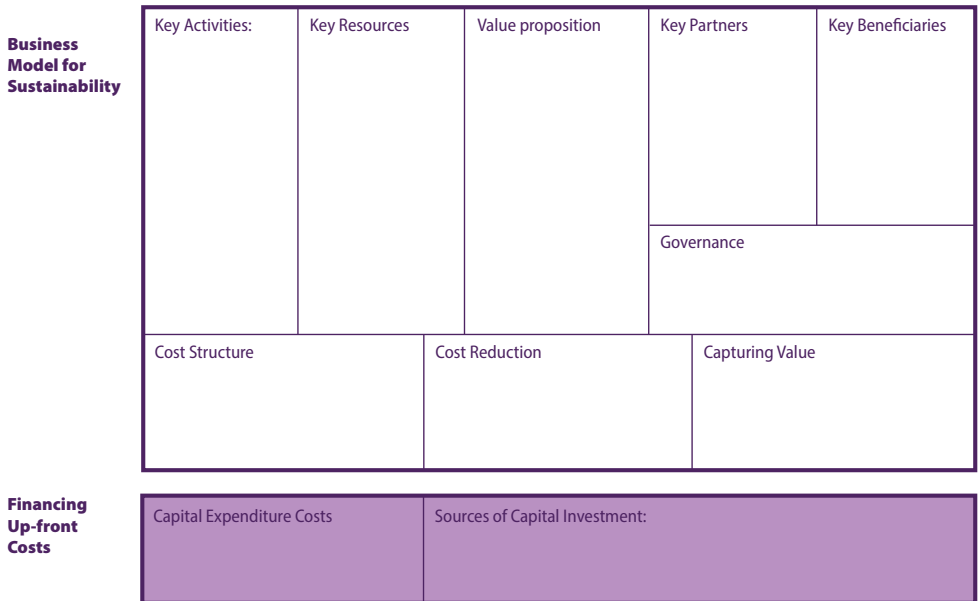 Business
Model for
Sustainability
Key Activities:
Key Resources
Value proposition
Key Partners
Key Beneficiaries
Governance
Cost Structure
Cost Reduction
Capturing Value
Financing
Up-front
Costs
Capital Expenditure Costs
Sources of Capital Investment: